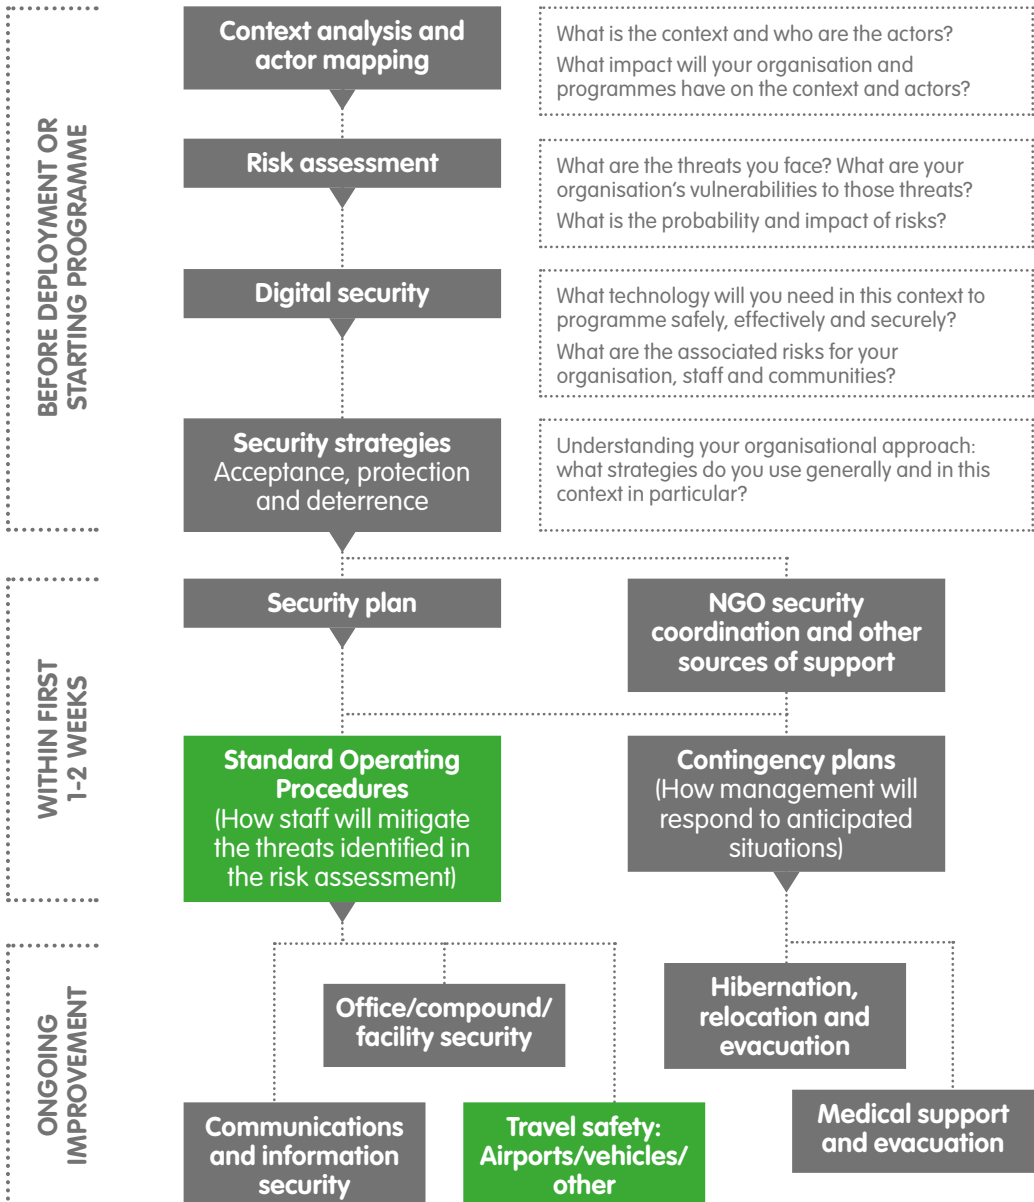 BEFORE DEPLOYMENT OR
STARTING PROGRAMME
Context analysis and
actor mapping
What is the context and who are the actors?
What impact will your organisation and
programmes have on the context and actors?
Risk assessment
What are the threats you face? What are your
organisation’s vulnerabilities to those threats?
What is the probability and impact of risks?
Digital security
What technology will you need in this context to
programme safely, effectively and securely?
What are the associated risks for your
organisation, staff and communities?
Security strategies
Acceptance, protection
and deterrence
Understanding your organisational approach:
what strategies do you use generally and in this
context in particular?
WITHIN FIRST
1-2 WEEKS
Security plan
NGO security
coordination and other
sources of support
Standard Operating
Procedures
(How staff will mitigate
the threats identified in
the risk assessment)
Contingency plans
(How management will
respond to anticipated
situations)
ONGOING
IMPROVEMENT
Office/compound/
facility security
Hibernation,
relocation and
evacuation
Communications
and information
security
Travel safety:
Airports/vehicles/
other
Medical support
and evacuation